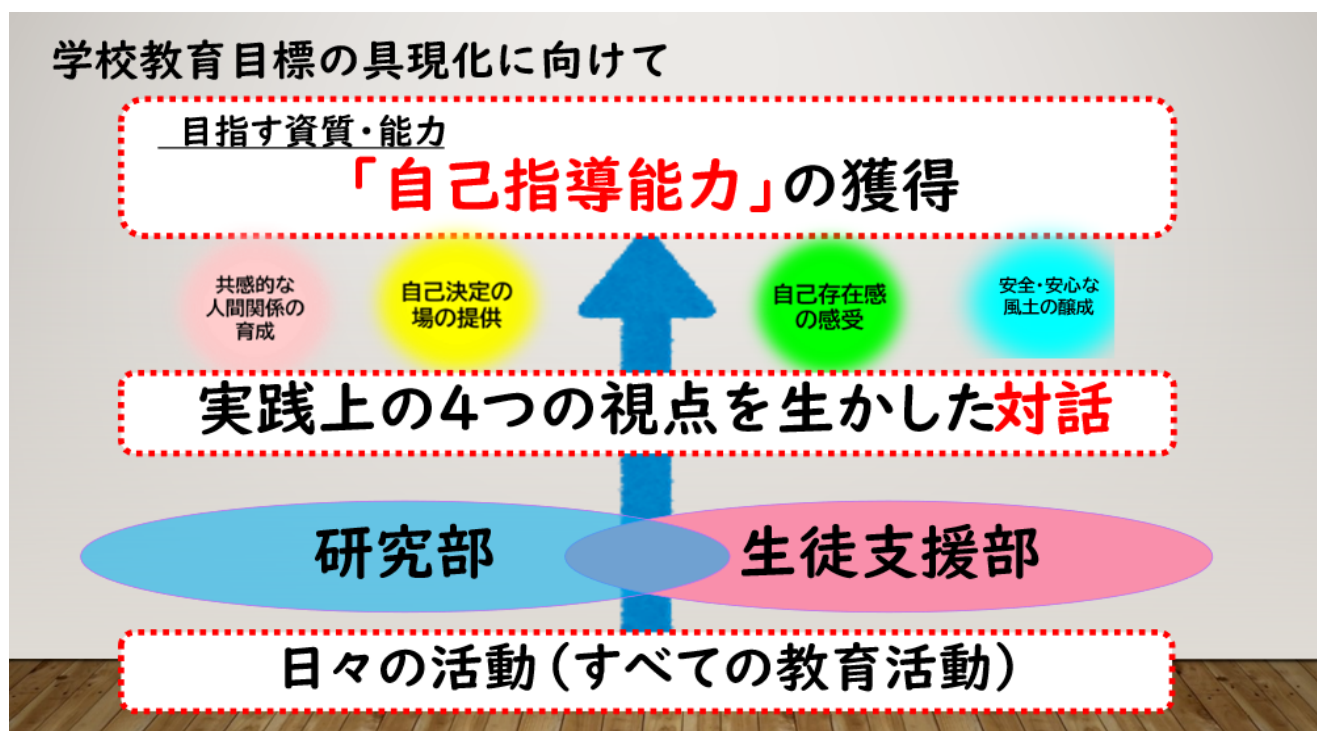 学校教育目標の具現化に向けて
目指す資質・能力
「自己指導能力」の獲得
共感的な
人間関係の
育成
自己決定の
場の提供
自己存在感
の感受
安全・安心な
風土の醸成
実践上の4つの視点を生かした対話
研究部
生徒支援部
日々の活動(すべての教育活動)